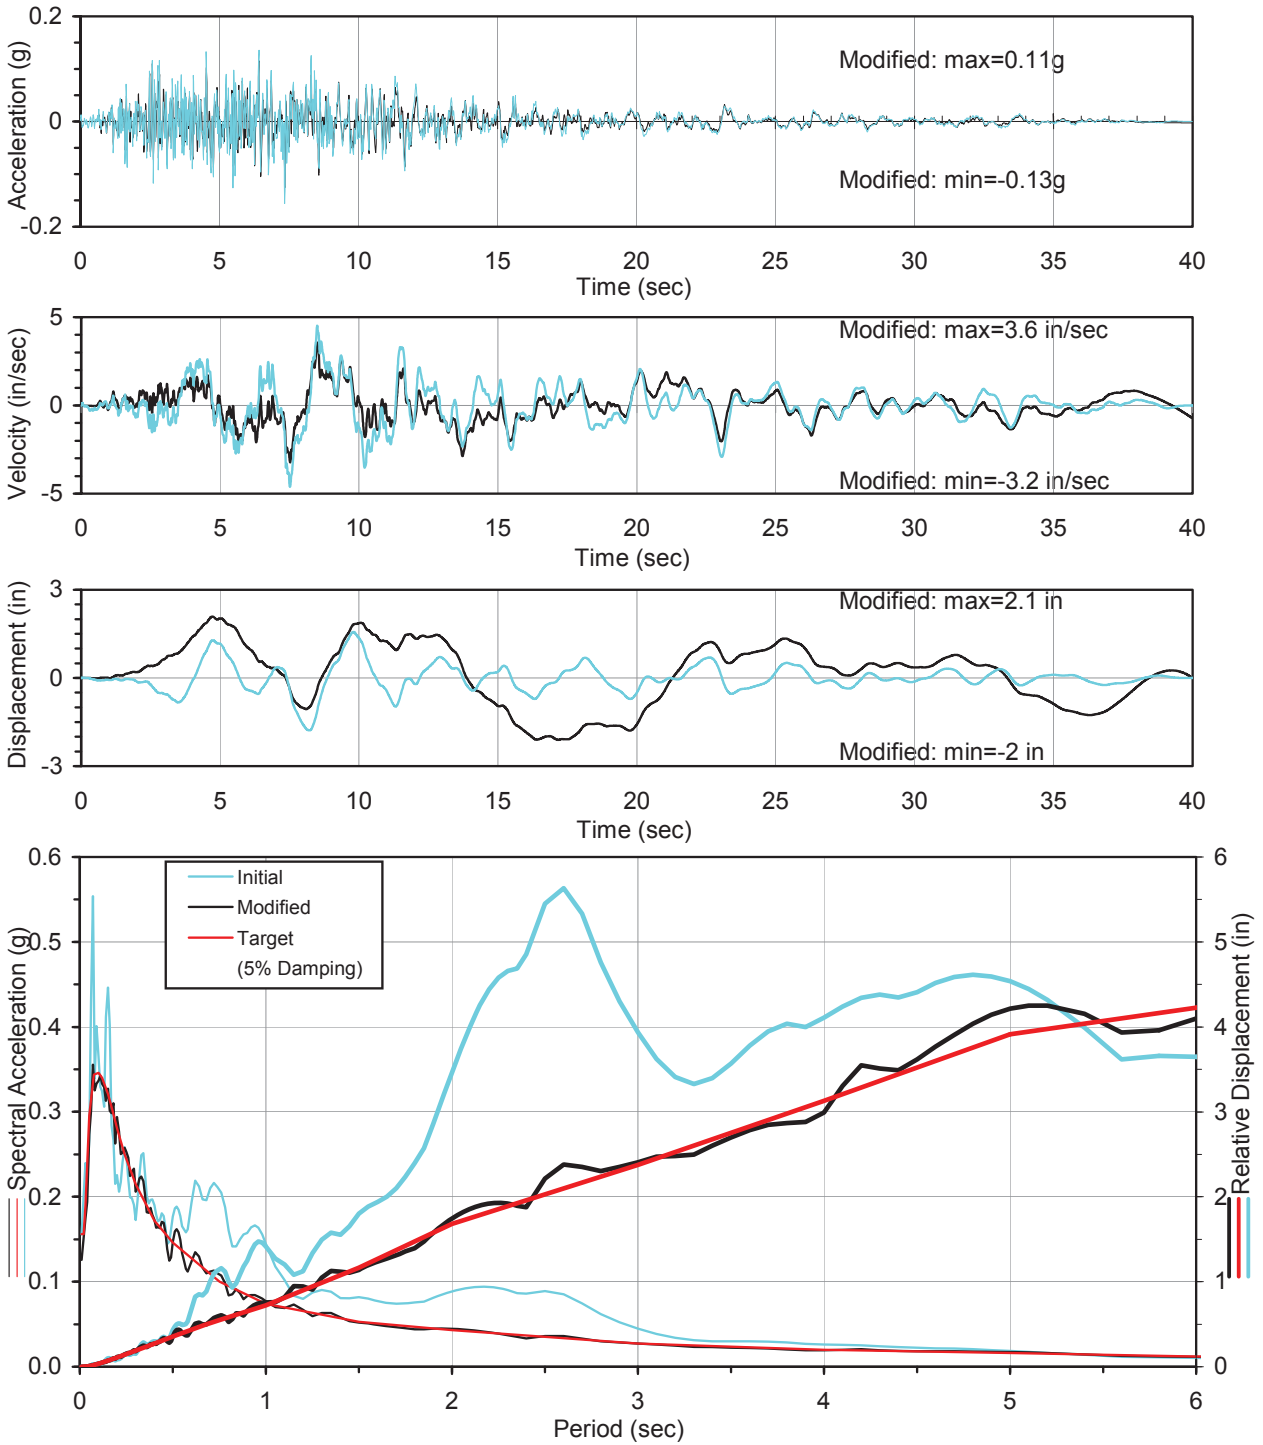 0.2
0
-0.2
Acceleration (g)
Modified: max=0.11g
Modified: min=-0.13g
0 5 10 15 20 25 30 35 40
Time (sec)
5
0
-5
Velocity (in/sec)
Modified: max=3.6 in/sec
Modified: min=-3.2 in/sec
0 5 10 15 20 25 30 35 40
Time (sec)
3
0
-3
Displacement (in)
Modified: max=2.1 in
Modified: min=-2 in
0 5 10 15 20 25 30 35 40
Time (sec)
0.6
0.5
0.4
0.3
0.2
0.1
0.0
Spectral Acceleration (g)
Initial
Modified
Target
(5% Damping)
6
5
4
3
2
1
0
Relative Displacement (in)
0 1 2 3 4 5 6
Period (sec)